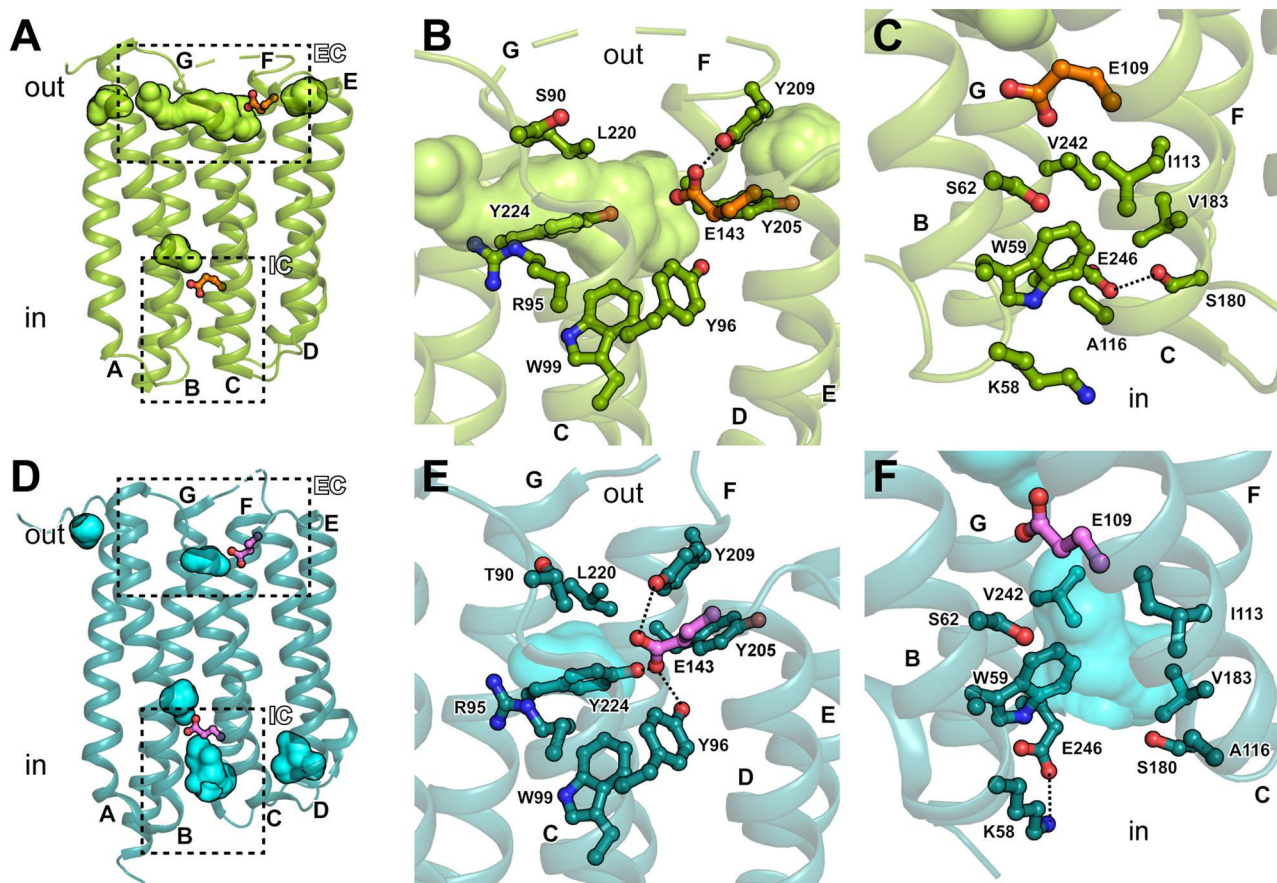 A
G
F
EC
E
out
in
IC
A
B
C
D
B
G
out
F
S90
L220
Y209
Y224
E143
Y205
R95
Y96
W99
C
D
E
C
G
E109
F
V242
I113
S62
V183
B
W59
E246
S180
A116
C
K58
in
D
G
F
EC
E
out
in
IC
A
B
C
D
E
G
out
F
T90
L220
Y209
E143
Y205
R95
Y224
Y96
E
W99
D
C
F
G
E109
F
V242
I113
S62
B
W59
V183
E246
S180
A116
C
K58
in